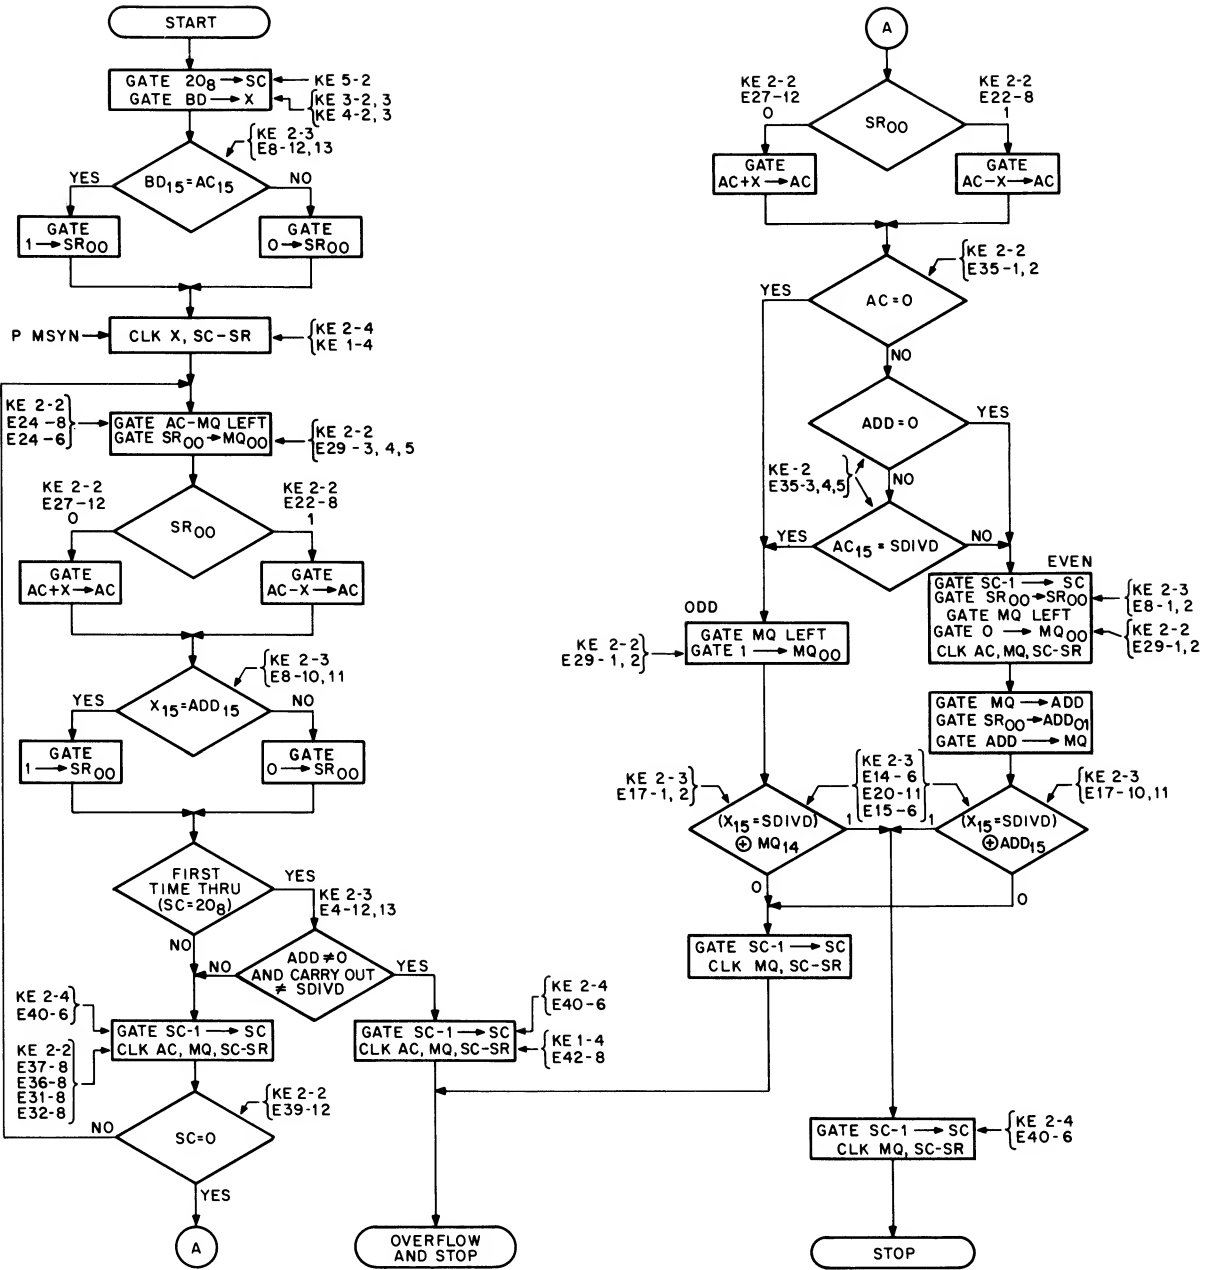 START
GATE 20₈ → SC
GATE BD → X
KE 5-2
KE 3-2, 3
KE 4-2, 3
KE 2-3
E8-12, 13
BD₁₅=AC₁₅
YES
NO
GATE
1 → SR₀₀
GATE
0 → SR₀₀
P MSYN
CLK X, SC-SR
KE 2-4
KE 1-4
KE 2-2
E24-8
E24-6
GATE AC-MQ LEFT
GATE SR₀₀ → MQ₀₀
KE 2-2
E29-3, 4, 5
KE 2-2
E27-12
0
SR₀₀
KE 2-2
E22-8
1
GATE
AC+X → AC
GATE
AC-X → AC
KE 2-3
E8-10, 11
X₁₅=ADD₁₅
YES
NO
GATE
1 → SR₀₀
GATE
0 → SR₀₀
FIRST
TIME THRU
(SC=20₈)
YES
NO
KE 2-3
E4-12, 13
ADD ≠ 0
AND CARRY OUT
≠ SDIVD
NO
YES
KE 2-4
E40-6
KE 2-2
E37-8
E36-8
E31-8
E32-8
GATE SC-1 → SC
CLK AC, MQ, SC-SR
GATE SC-1 → SC
CLK AC, MQ, SC-SR
KE 2-4
E40-6
KE 1-4
E42-8
KE 2-2
E39-12
SC=0
NO
YES
A
OVERFLOW
AND STOP
A
KE 2-2
E27-12
0
SR₀₀
KE 2-2
E22-8
1
GATE
AC+X → AC
GATE
AC-X → AC
KE 2-2
E35-1, 2
AC=0
YES
NO
ADD=0
YES
NO
KE-2
E35-3,4,5
AC₁₅ = SDIVD
YES
NO
ODD
KE 2-2
E29-1, 2
GATE MQ LEFT
GATE 1 → MQ₀₀
EVEN
GATE SC-1 → SC
GATE SR₀₀ → SR₀₀
GATE MQ LEFT
GATE 0 → MQ₀₀
CLK AC, MQ, SC-SR
KE 2-3
E8-1, 2
KE 2-2
E29-1, 2
GATE MQ → ADD
GATE SR₀₀ → ADD₀₁
GATE ADD → MQ
KE 2-3
E17-1, 2
KE 2-3
E14-6
E20-11
E15-6
KE 2-3
E17-10, 11
(X₁₅=SDIVD)
⊕ MQ₁₄
1
0
(X₁₅=SDIVD)
⊕ ADD₁₅
1
0
GATE SC-1 → SC
CLK MQ, SC-SR
GATE SC-1 → SC
CLK MQ, SC-SR
KE 2-4
E40-6
STOP